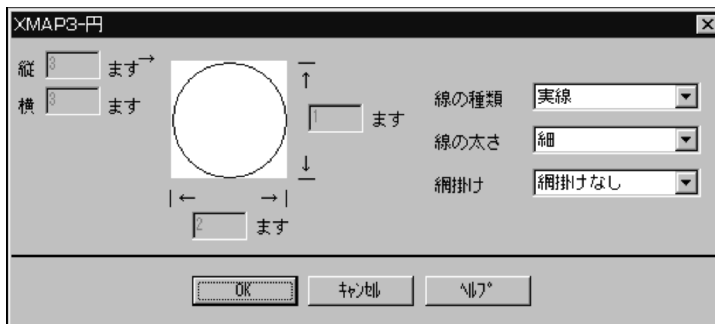 XMAP3-円
縦 3 ます→
横 3 ます
↑
1 ます
↓
|← →|
2 ます
線の種類 実線
線の太さ 細
網掛け 網掛けなし
OK ｷｬﾝｾﾙ ﾍﾙﾌﾟ